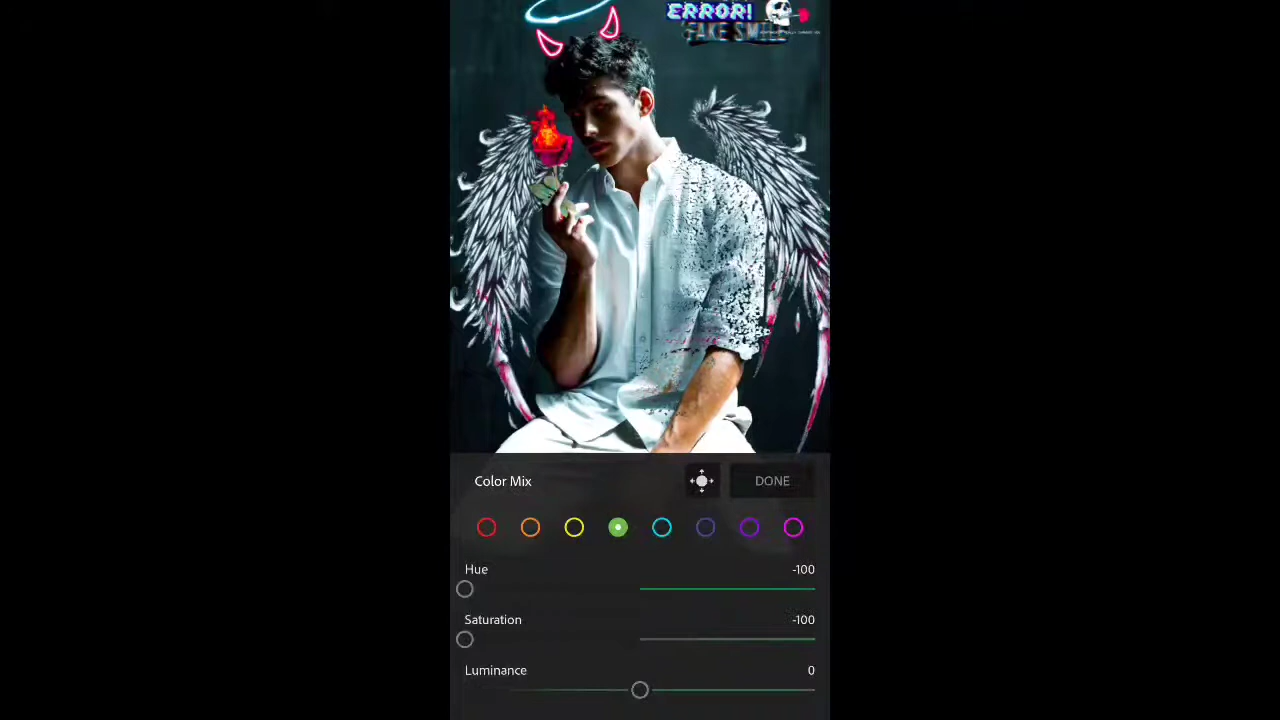 ERROR!
FAKE SMILE
Color Mix
DONE
Hue
-100
Saturation
-100
Luminance
0